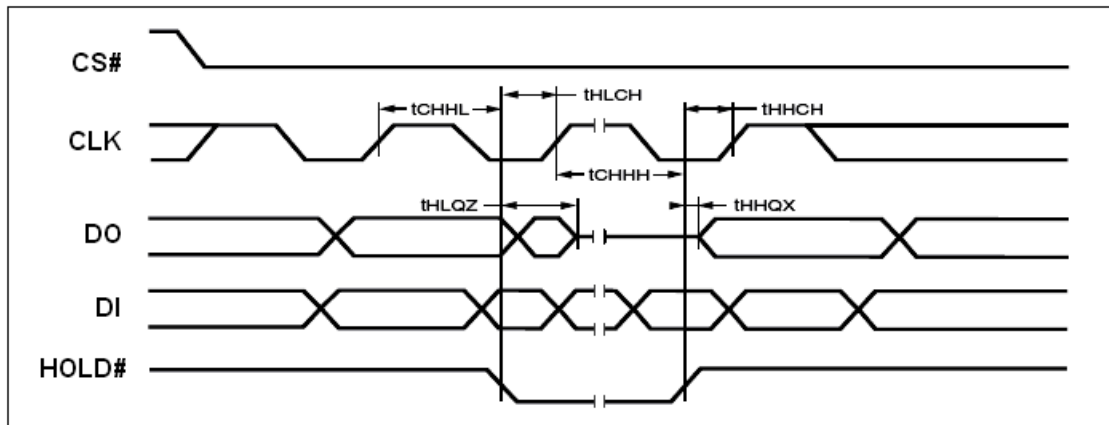 CS#
tHLCH
tHHCH
tCHHL
CLK
tCHHH
tHLQZ
tHHQX
DO
DI
HOLD#